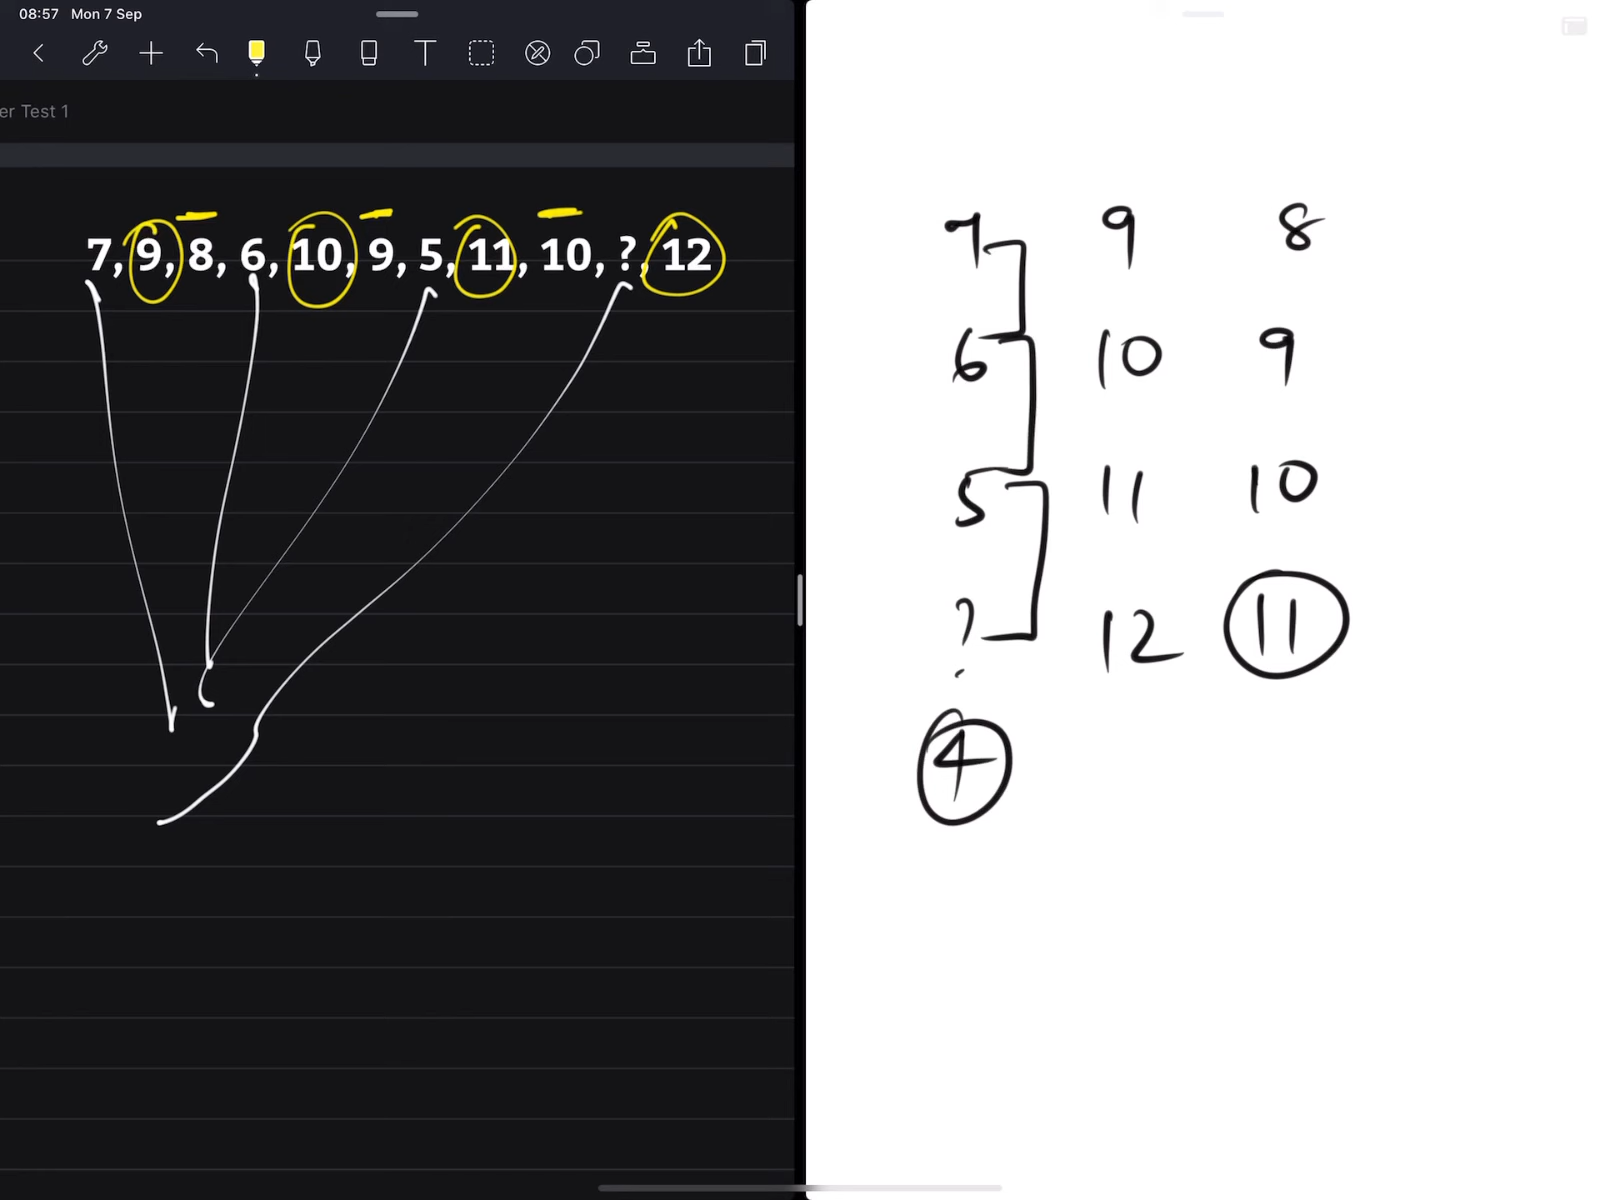 08:57 Mon 7 Sep
er Test 1
7, 9, 8, 6, 10, 9, 5, 11, 10, ?, 12
7 9 8
6 10 9
5 11 10
? 12 11
4